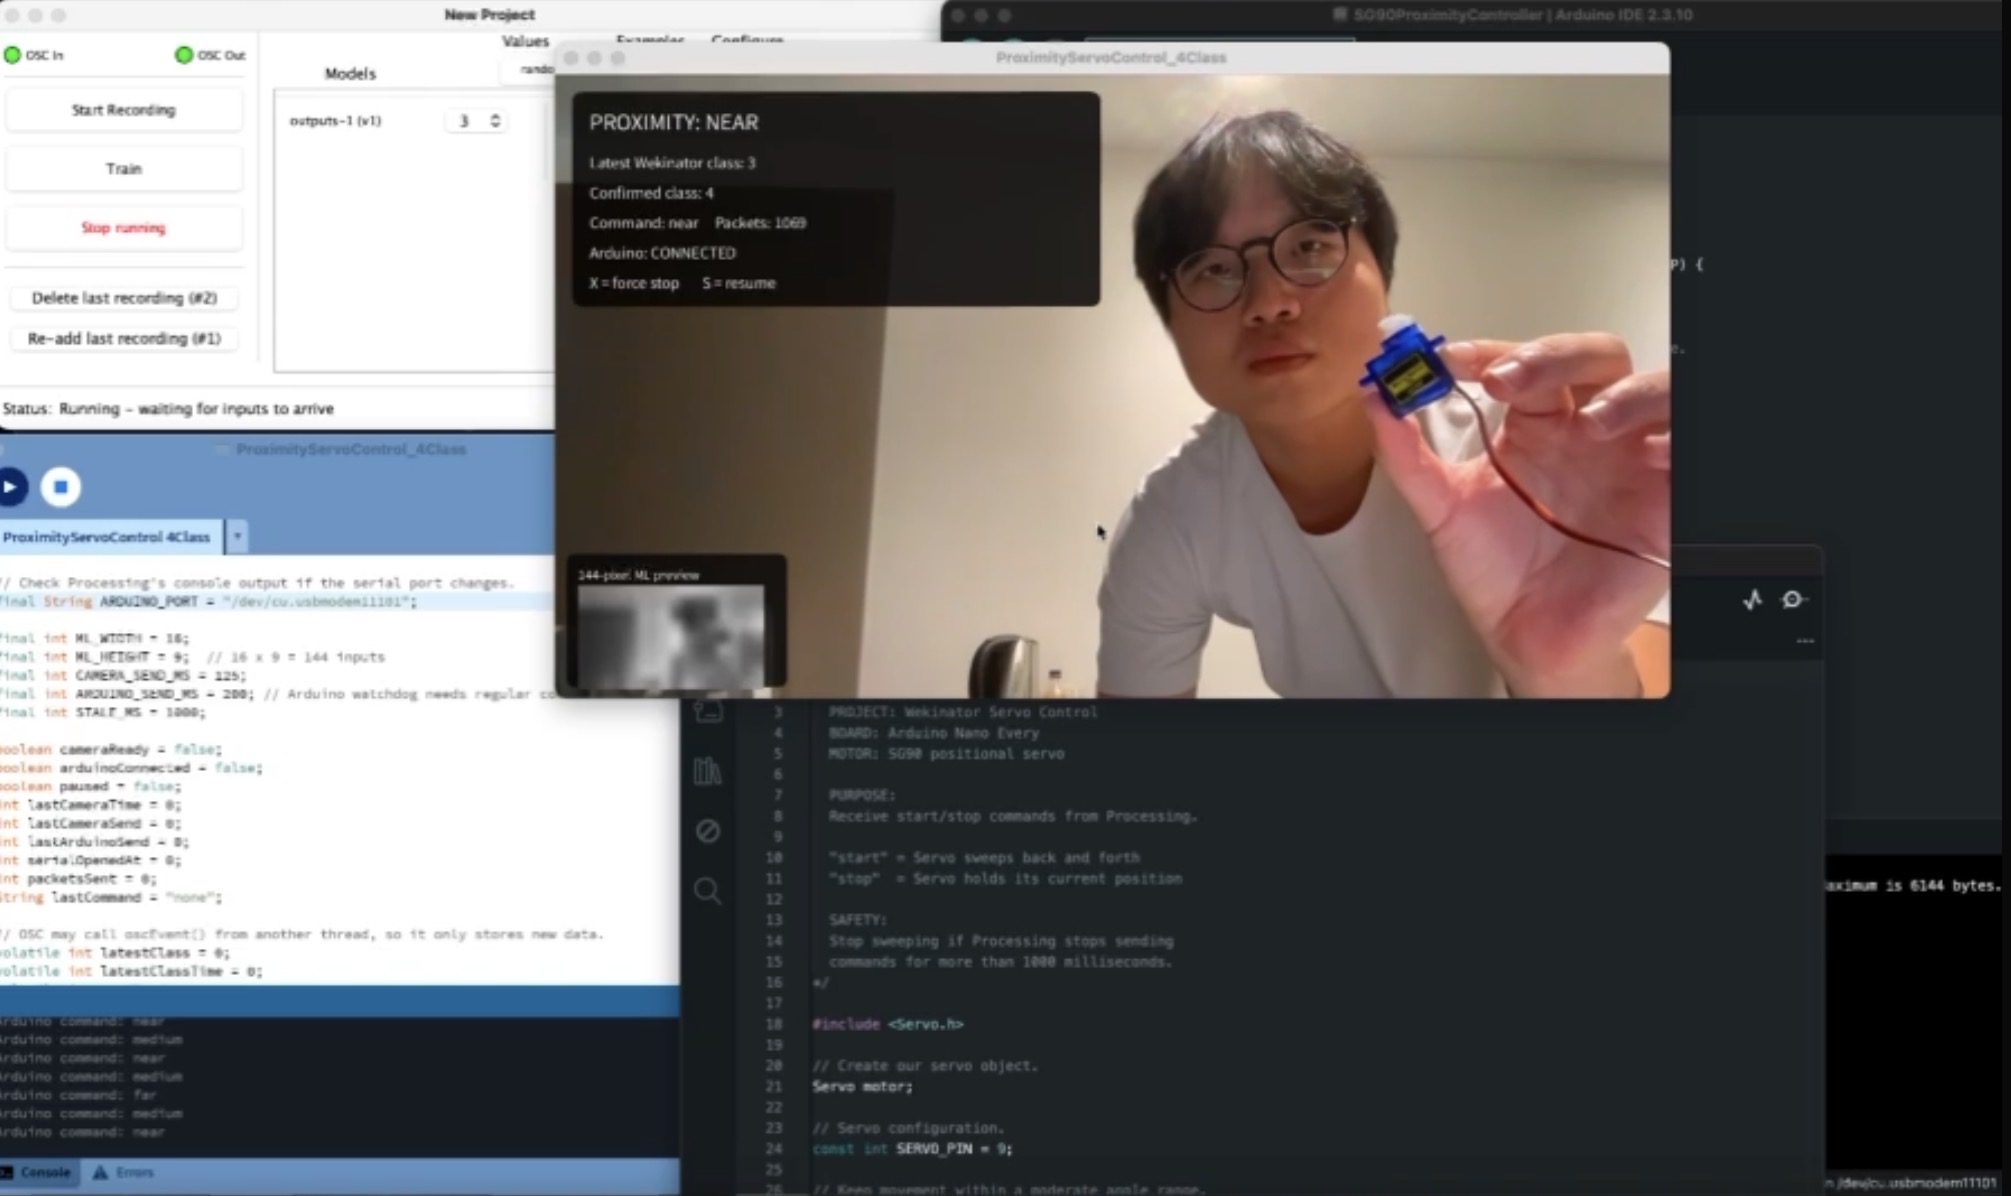 New Project
OSC In
OSC Out
Values
Examples
Configure
Models
Start Recording
outputs-1 (v1)
3
Train
Stop running
Delete last recording (#2)
Re-add last recording (#1)
Status: Running - waiting for inputs to arrive
SG90ProximityController | Arduino IDE 2.3.10
ProximityServoControl_4Class
PROXIMITY: NEAR
Latest Wekinator class: 3
Confirmed class: 4
Command: near Packets: 1069
Arduino: CONNECTED
X = force stop S = resume
144-pixel ML preview
) {
ProximityServoControl_4Class
ProximityServoControl 4Class
// Check Processing's console output if the serial port changes.
final String ARDUINO_PORT = "/dev/cu.usbmodem11101";
final int ML_WIDTH = 16;
final int ML_HEIGHT = 9; // 16 x 9 = 144 inputs
final int CAMERA_SEND_MS = 125;
final int ARDUINO_SEND_MS = 200; // Arduino watchdog needs regular
final int STALE_MS = 1000;
boolean cameraReady = false;
boolean arduinoConnected = false;
boolean paused = false;
int lastCameraTime = 0;
int lastCameraSend = 0;
int lastArduinoSend = 0;
int serialOpenedAt = 0;
int packetsSent = 0;
String lastCommand = "none";
// OSC may call oscEvent() from another thread, so it only stores new data.
volatile int latestClass = 0;
volatile int latestClassTime = 0;
Arduino command: near
Arduino command: medium
Arduino command: near
Arduino command: medium
Arduino command: far
Arduino command: medium
Arduino command: near
Console
Errors
3 PROJECT: Wekinator Servo Control
4 BOARD: Arduino Nano Every
5 MOTOR: SG90 positional servo
6
7 PURPOSE:
8 Receive start/stop commands from Processing.
9
10 "start" = Servo sweeps back and forth
11 "stop" = Servo holds its current position
12
13 SAFETY:
14 Stop sweeping if Processing stops sending
15 commands for more than 1000 milliseconds.
16 */
17
18 #include <Servo.h>
19
20 // Create our servo object.
21 Servo motor;
22
23 // Servo configuration.
24 const int SERVO_PIN = 9;
25
26 // Keep movement within a moderate angle range.
aximum is 6144 bytes.
/dev/cu.usbmodem11101